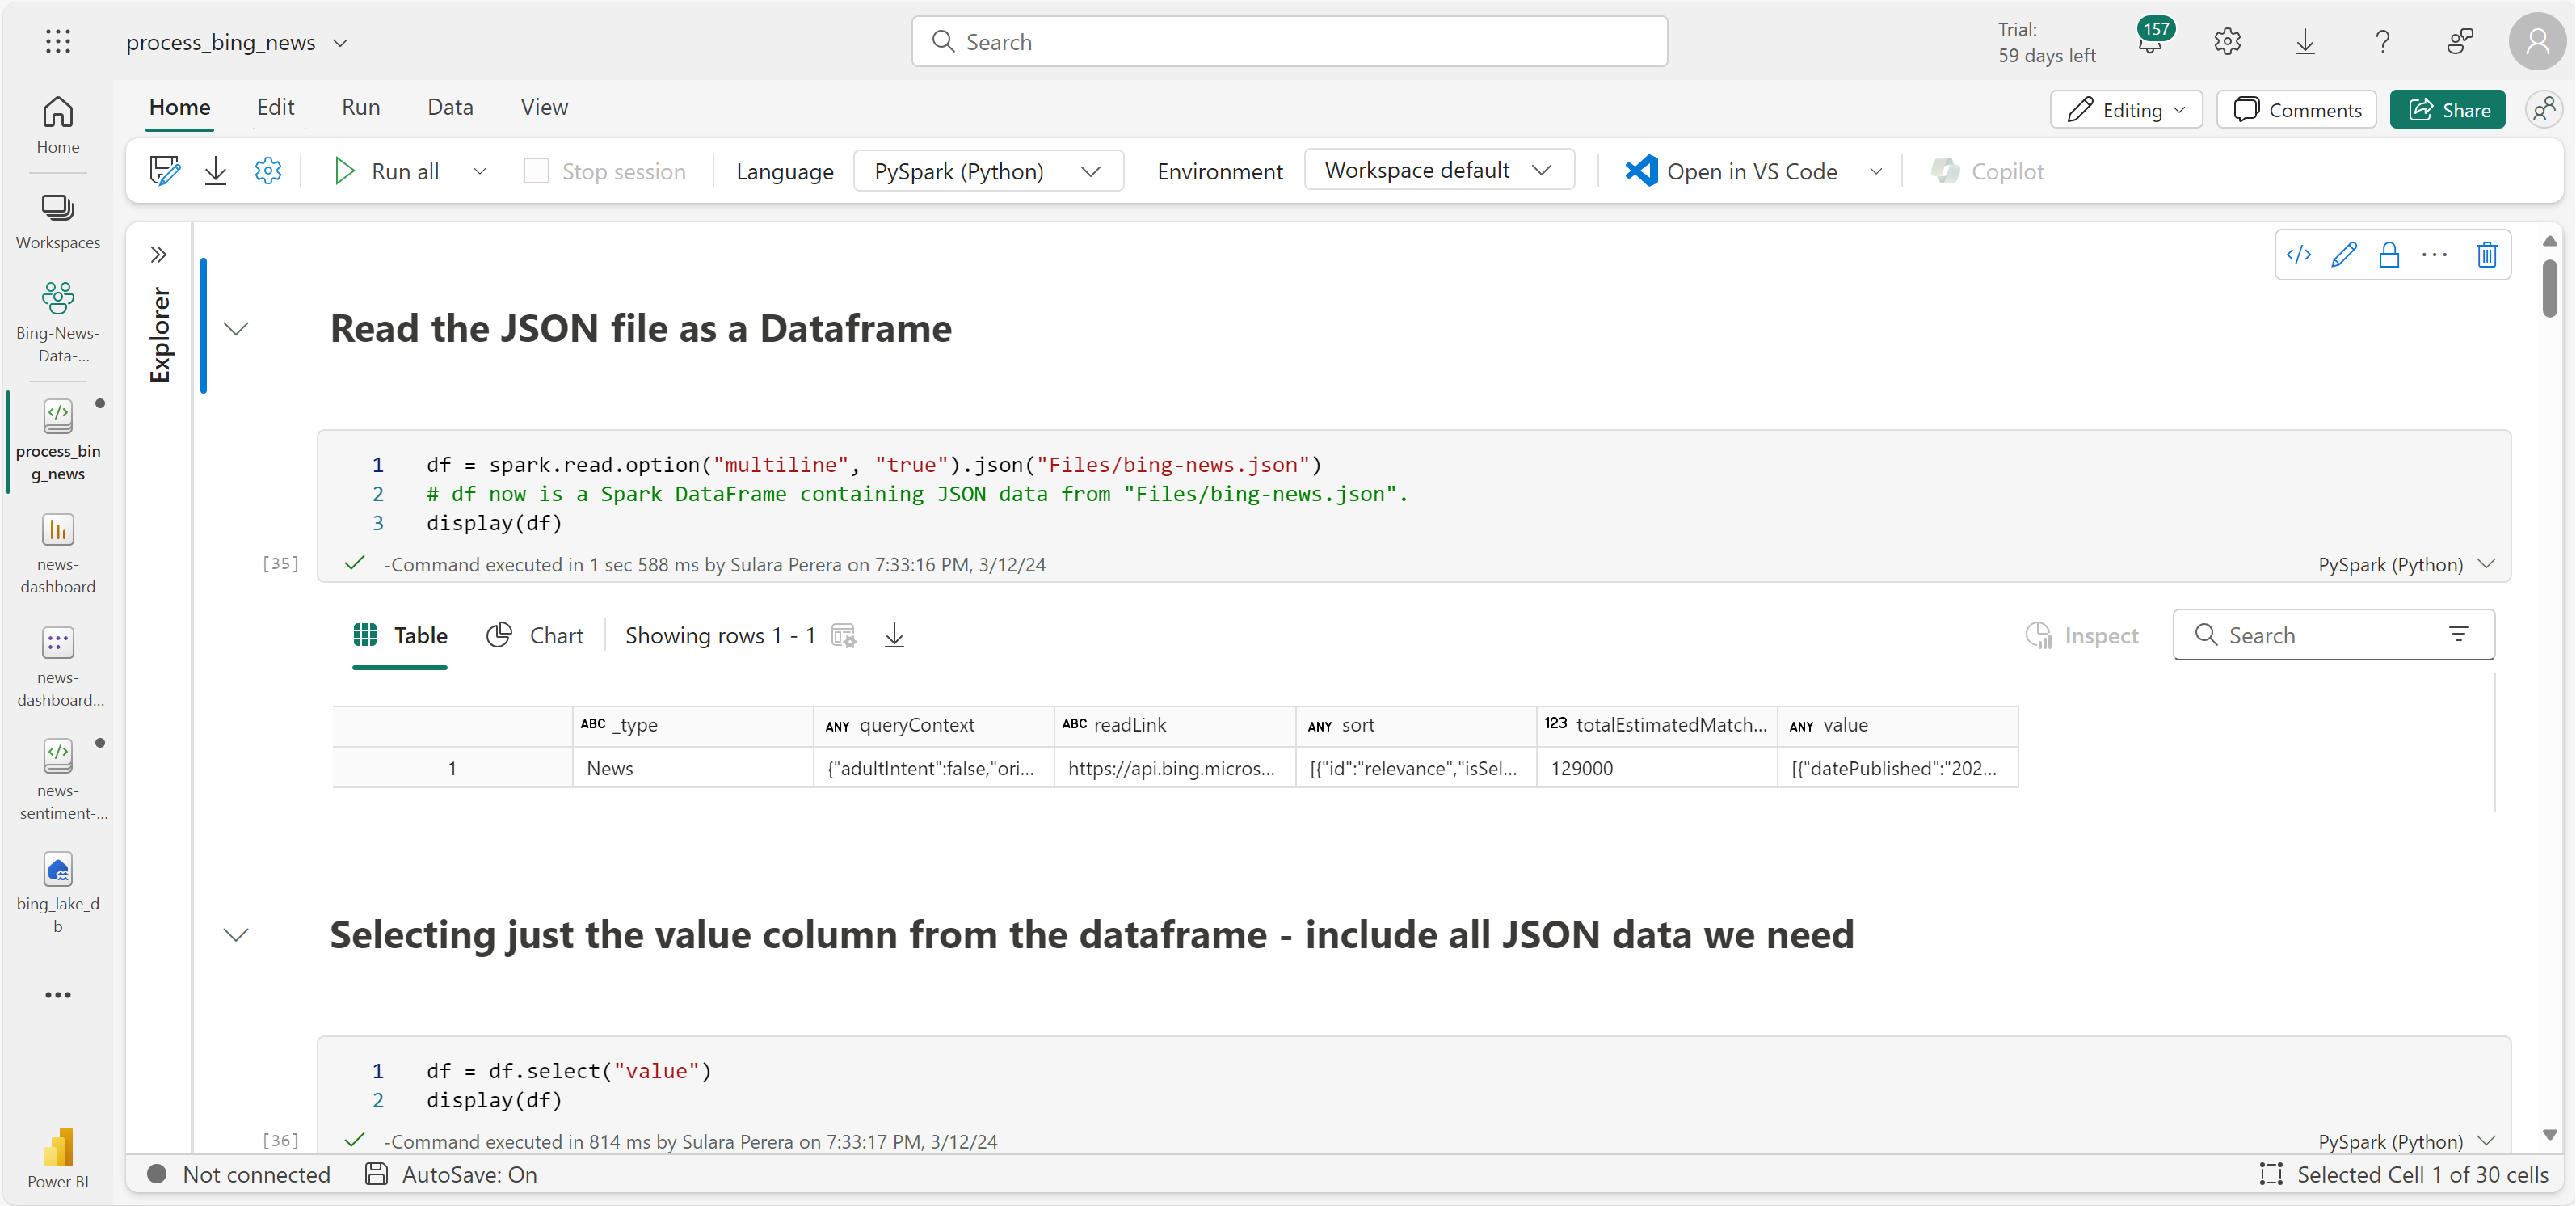 process_bing_news
Search
Trial:
59 days left
157
Home
Edit
Run
Data
View
Editing
Comments
Share
Run all
Stop session
Language
PySpark (Python)
Environment
Workspace default
Open in VS Code
Copilot
Home
Workspaces
Bing-News-
Data-...
process_bin
g_news
news-
dashboard
news-
dashboard...
news-
sentiment-...
bing_lake_d
b
Power BI
Explorer
Read the JSON file as a Dataframe
1 df = spark.read.option("multiline", "true").json("Files/bing-news.json")
2 # df now is a Spark DataFrame containing JSON data from "Files/bing-news.json".
3 display(df)
[35] -Command executed in 1 sec 588 ms by Sulara Perera on 7:33:16 PM, 3/12/24 PySpark (Python)
Table Chart Showing rows 1 - 1 Inspect Search
ABC _type ANY queryContext ABC readLink ANY sort 123 totalEstimatedMatch... ANY value
1 News {"adultIntent":false,"ori... https://api.bing.micros... [{"id":"relevance","isSel... 129000 [{"datePublished":"202...
Selecting just the value column from the dataframe - include all JSON data we need
1 df = df.select("value")
2 display(df)
[36] -Command executed in 814 ms by Sulara Perera on 7:33:17 PM, 3/12/24 PySpark (Python)
Not connected AutoSave: On Selected Cell 1 of 30 cells